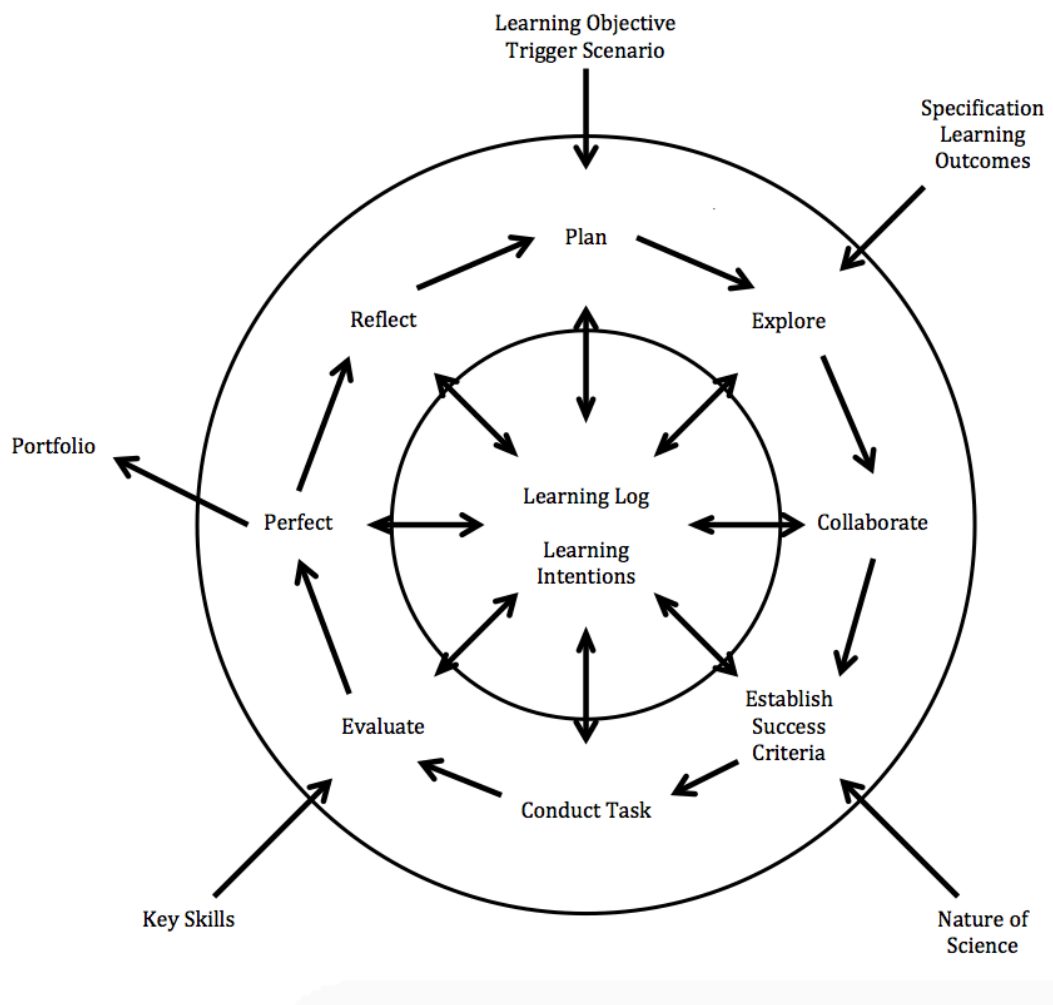 Learning Objective
Trigger Scenario
Specification
Learning
Outcomes
Plan
Reflect
Explore
Portfolio
Learning Log
Perfect
Collaborate
Learning
Intentions
Establish
Success
Criteria
Evaluate
Conduct Task
Key Skills
Nature of
Science